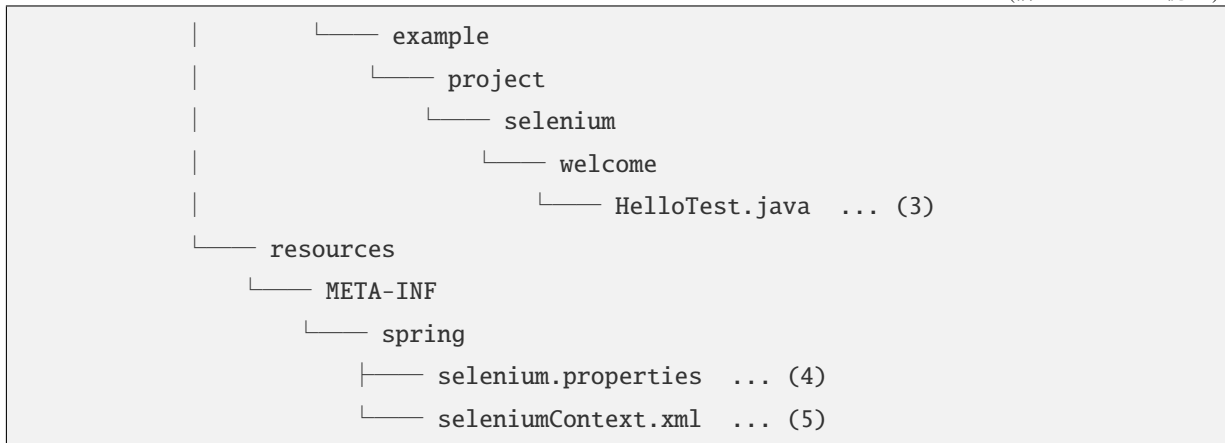 │       └── example
│           └── project
│               └── selenium
│                   └── welcome
│                       └── HelloTest.java ... (3)
└── resources
    └── META-INF
        └── spring
            ├── selenium.properties ... (4)
            └── seleniumContext.xml ... (5)